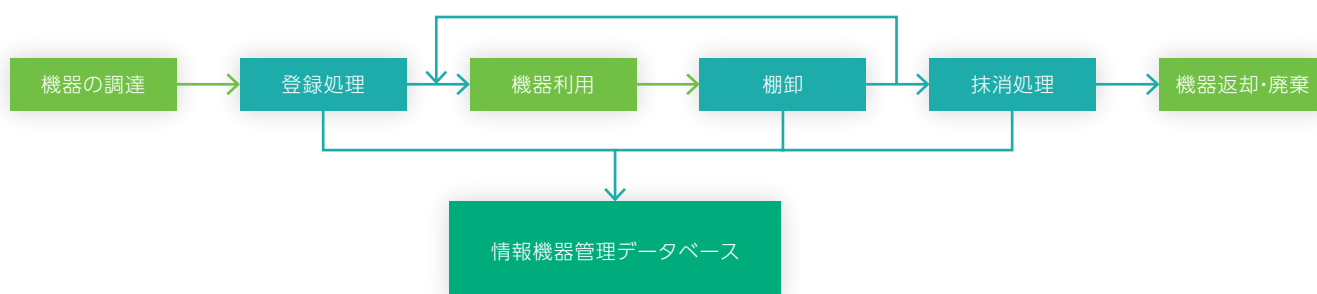 機器の調達
登録処理
機器利用
棚卸
抹消処理
機器返却・廃棄
情報機器管理データベース